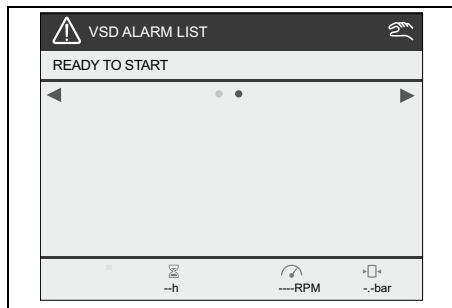 VSD ALARM LIST
READY TO START
--h
----RPM
-.-bar